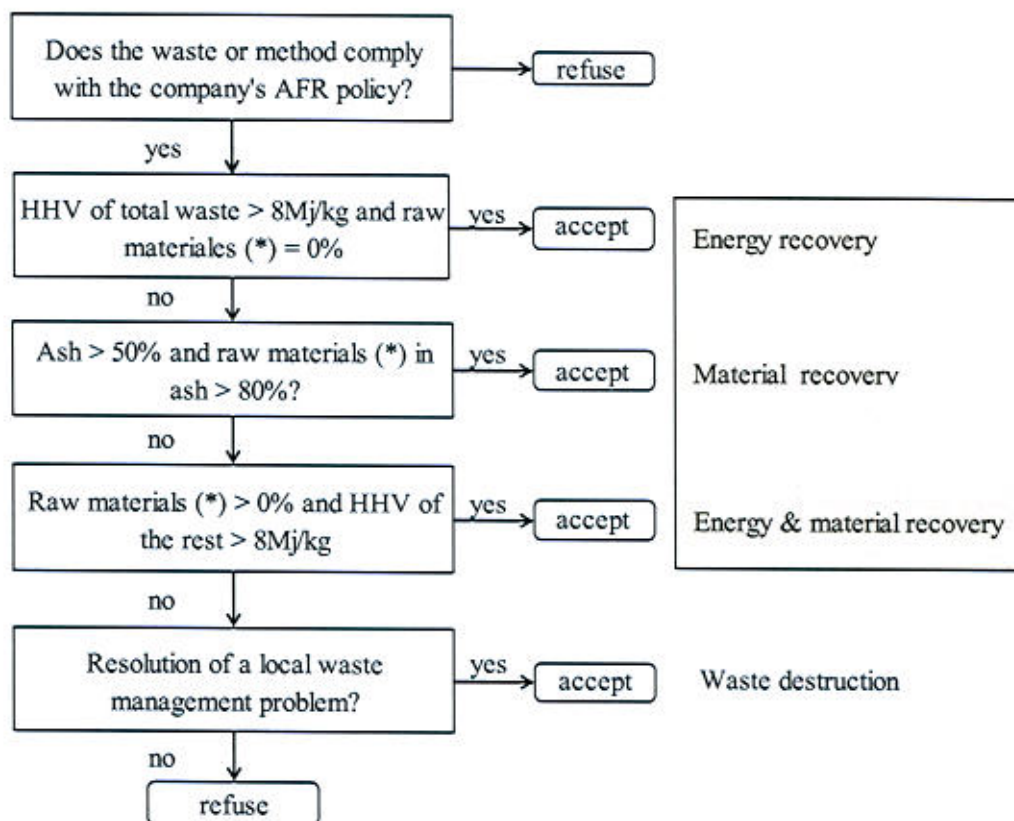 Does the waste or method comply
with the company's AFR policy?
refuse
yes
HHV of total waste > 8Mj/kg and raw
materiales (*) = 0%
yes
accept
Energy recovery
no
Ash > 50% and raw materials (*) in
ash > 80%?
yes
accept
Material recovery
no
Raw materials (*) > 0% and HHV of
the rest > 8Mj/kg
yes
accept
Energy & material recovery
no
Resolution of a local waste
management problem?
yes
accept
Waste destruction
no
refuse